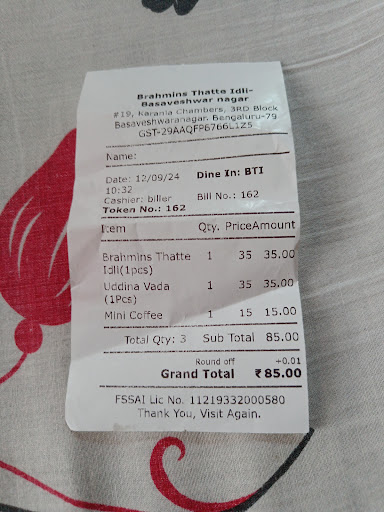 Brahmins Thatte Idli-
Basaveshwar nagar
#19, Karania Chambers, 3RD Block
Basaveshwaranagar, Bengaluru-79
GST-29AAQFP6766L1Z5
Name:
Date: 12/09/24 Dine In: BTI
10:32
Cashier: biller Bill No.: 162
Token No.: 162
Item Qty. Price Amount
Brahmins Thatte 1 35 35.00
Idli(1pcs)
Uddina Vada 1 35 35.00
(1Pcs)
Mini Coffee 1 15 15.00
Total Qty: 3 Sub Total 85.00
Round off +0.01
Grand Total ₹85.00
FSSAI Lic No. 11219332000580
Thank You, Visit Again.